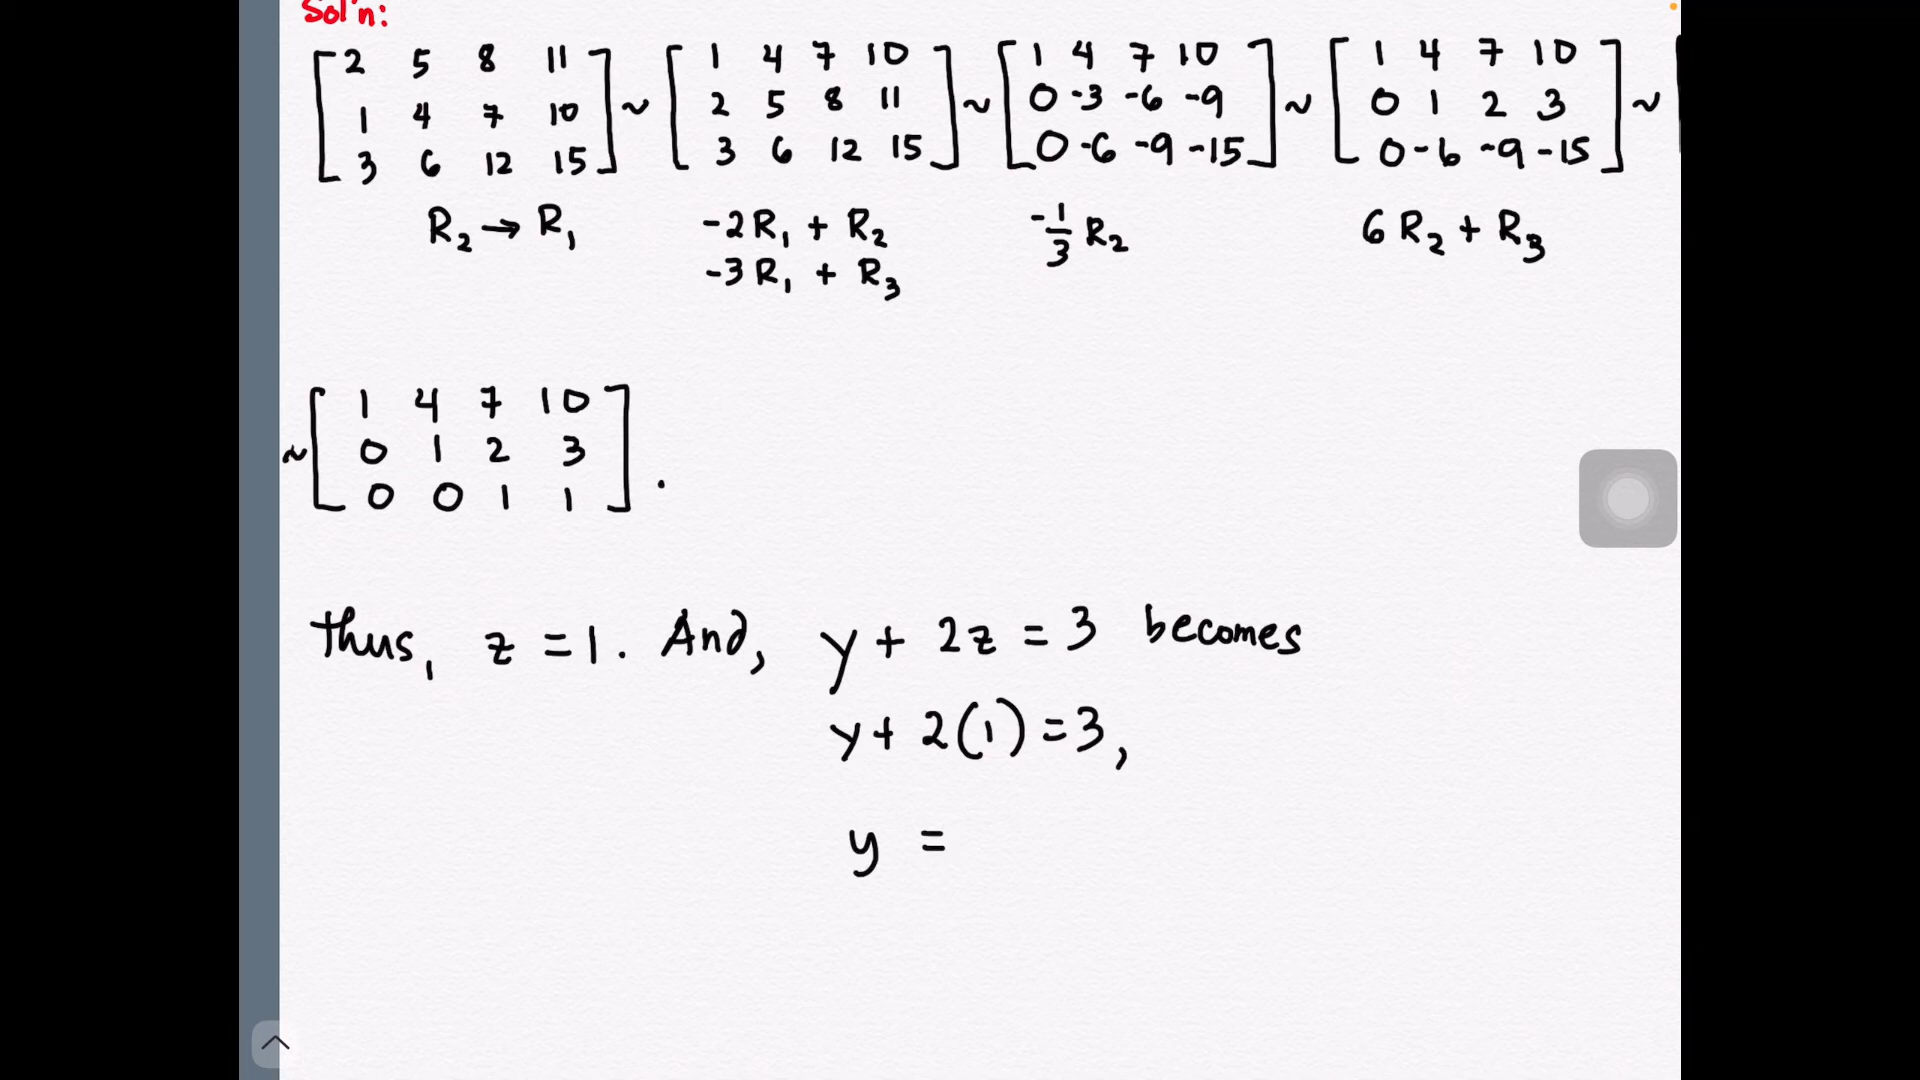 Sol'n:
[2 5 8 11 ~ [1 4 7 10 ~ [1 4 7 10 ~ [1 4 7 10 ~ [
1 4 7 10 2 5 8 11 0 -3 -6 -9 0 1 2 3
3 6 12 15] 3 6 12 15] 0 -6 -9 -15] 0 -6 -9 -15]
R₂ → R₁ -2R₁ + R₂ -1/3 R₂ 6R₂ + R₃
-3R₁ + R₃
~ [1 4 7 10
0 1 2 3
0 0 1 1].
thus, z = 1. And, y + 2z = 3 becomes
y + 2(1) = 3,
y =